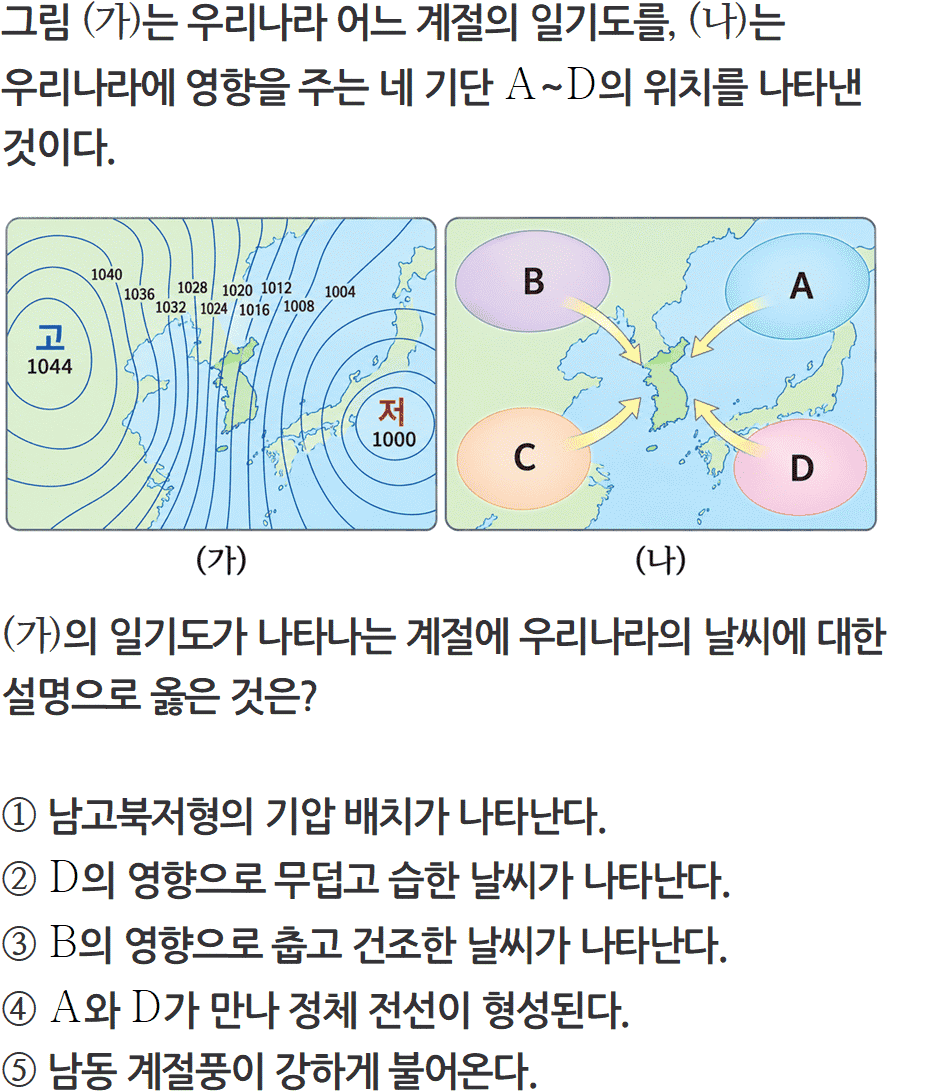 그림 (가)는 우리나라 어느 계절의 일기도를, (나)는
우리나라에 영향을 주는 네 기단 A~D의 위치를 나타낸
것이다.
1040
1036
1032
1028
1024
1020
1016
1012
1008
1004
고
1044
저
1000
(가)
B
A
C
D
(나)
(가)의 일기도가 나타나는 계절에 우리나라의 날씨에 대한
설명으로 옳은 것은?
① 남고북저형의 기압 배치가 나타난다.
② D의 영향으로 무덥고 습한 날씨가 나타난다.
③ B의 영향으로 춥고 건조한 날씨가 나타난다.
④ A와 D가 만나 정체 전선이 형성된다.
⑤ 남동 계절풍이 강하게 불어온다.